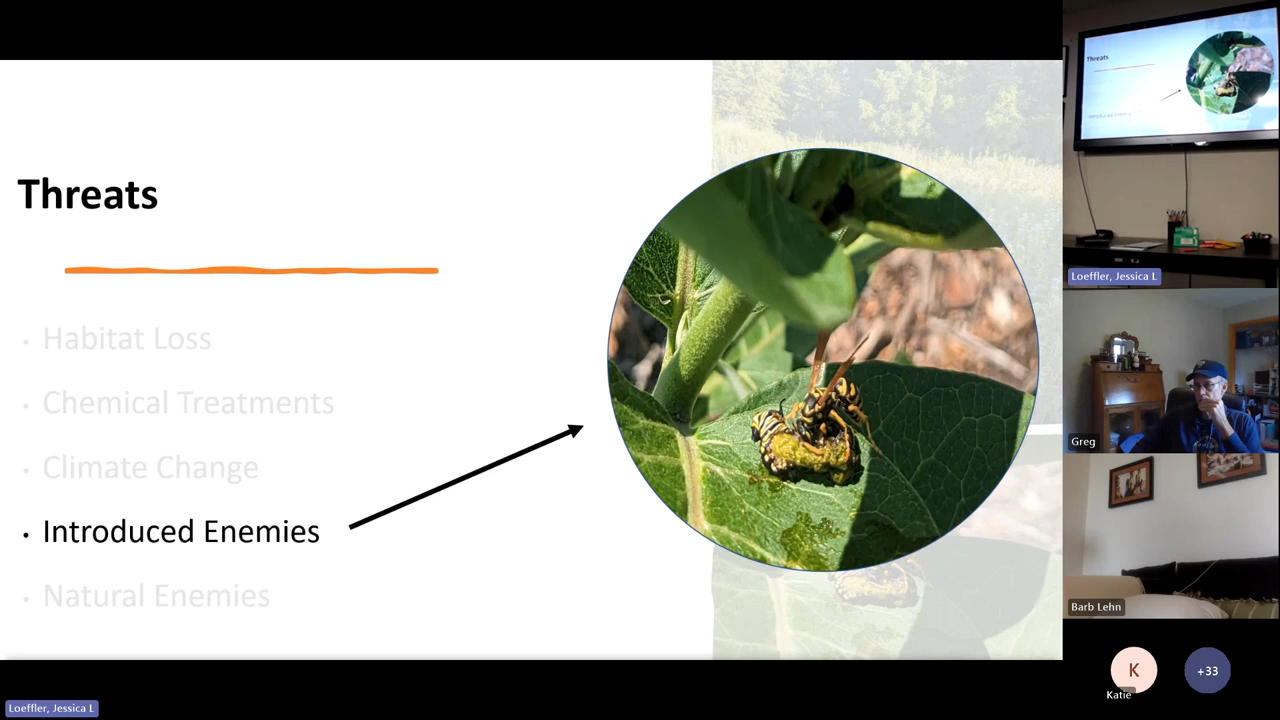 Threats
• Habitat Loss
• Chemical Treatments
• Climate Change
• Introduced Enemies
• Natural Enemies
Threats
Loeffler, Jessica L
Greg
Barb Lehn
K
Katie
+33
Loeffler, Jessica L